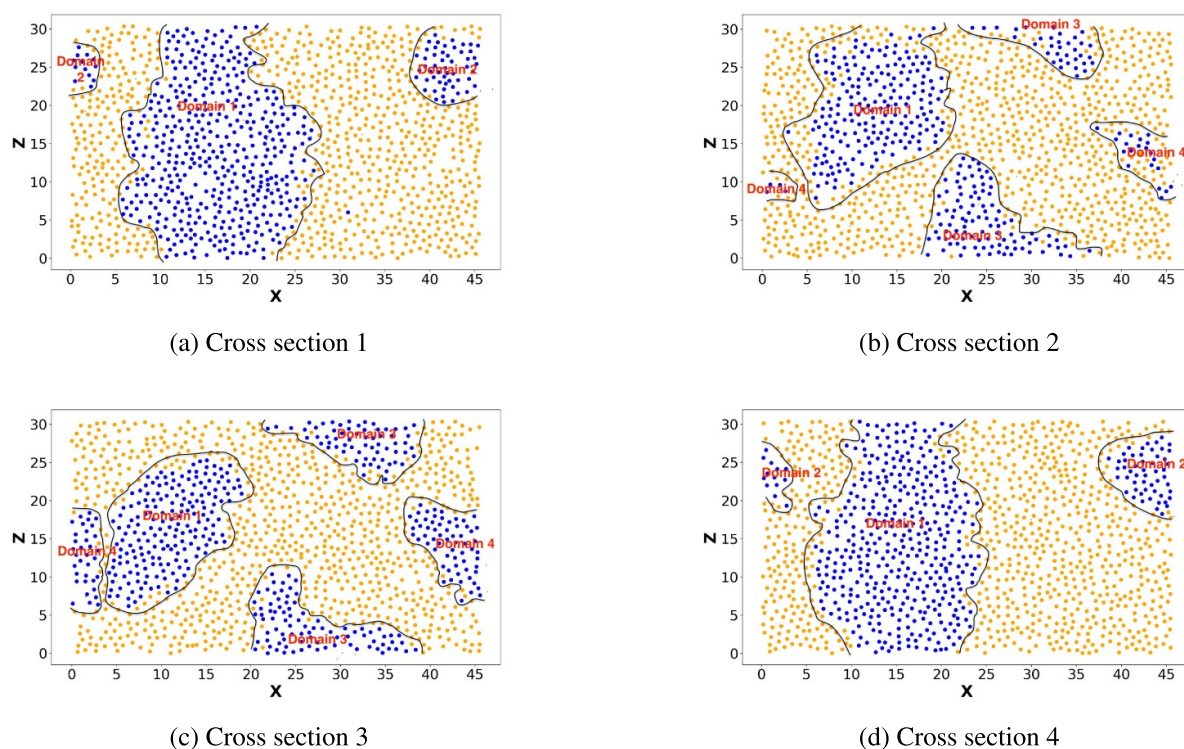 30
25
20
15
10
5
0
Z
Domain
2
Domain 1
Domain 2
0 5 10 15 20 25 30 35 40 45
X
(a) Cross section 1
30
25
20
15
10
5
0
Z
Domain 3
Domain 1
Domain 4
Domain 4
Domain 3
0 5 10 15 20 25 30 35 40 45
X
(b) Cross section 2
30
25
20
15
10
5
0
Z
Domain 3
Domain 1
Domain 4
Domain 4
Domain 3
0 5 10 15 20 25 30 35 40 45
X
(c) Cross section 3
30
25
20
15
10
5
0
Z
Domain 2
Domain 2
Domain 1
0 5 10 15 20 25 30 35 40 45
X
(d) Cross section 4